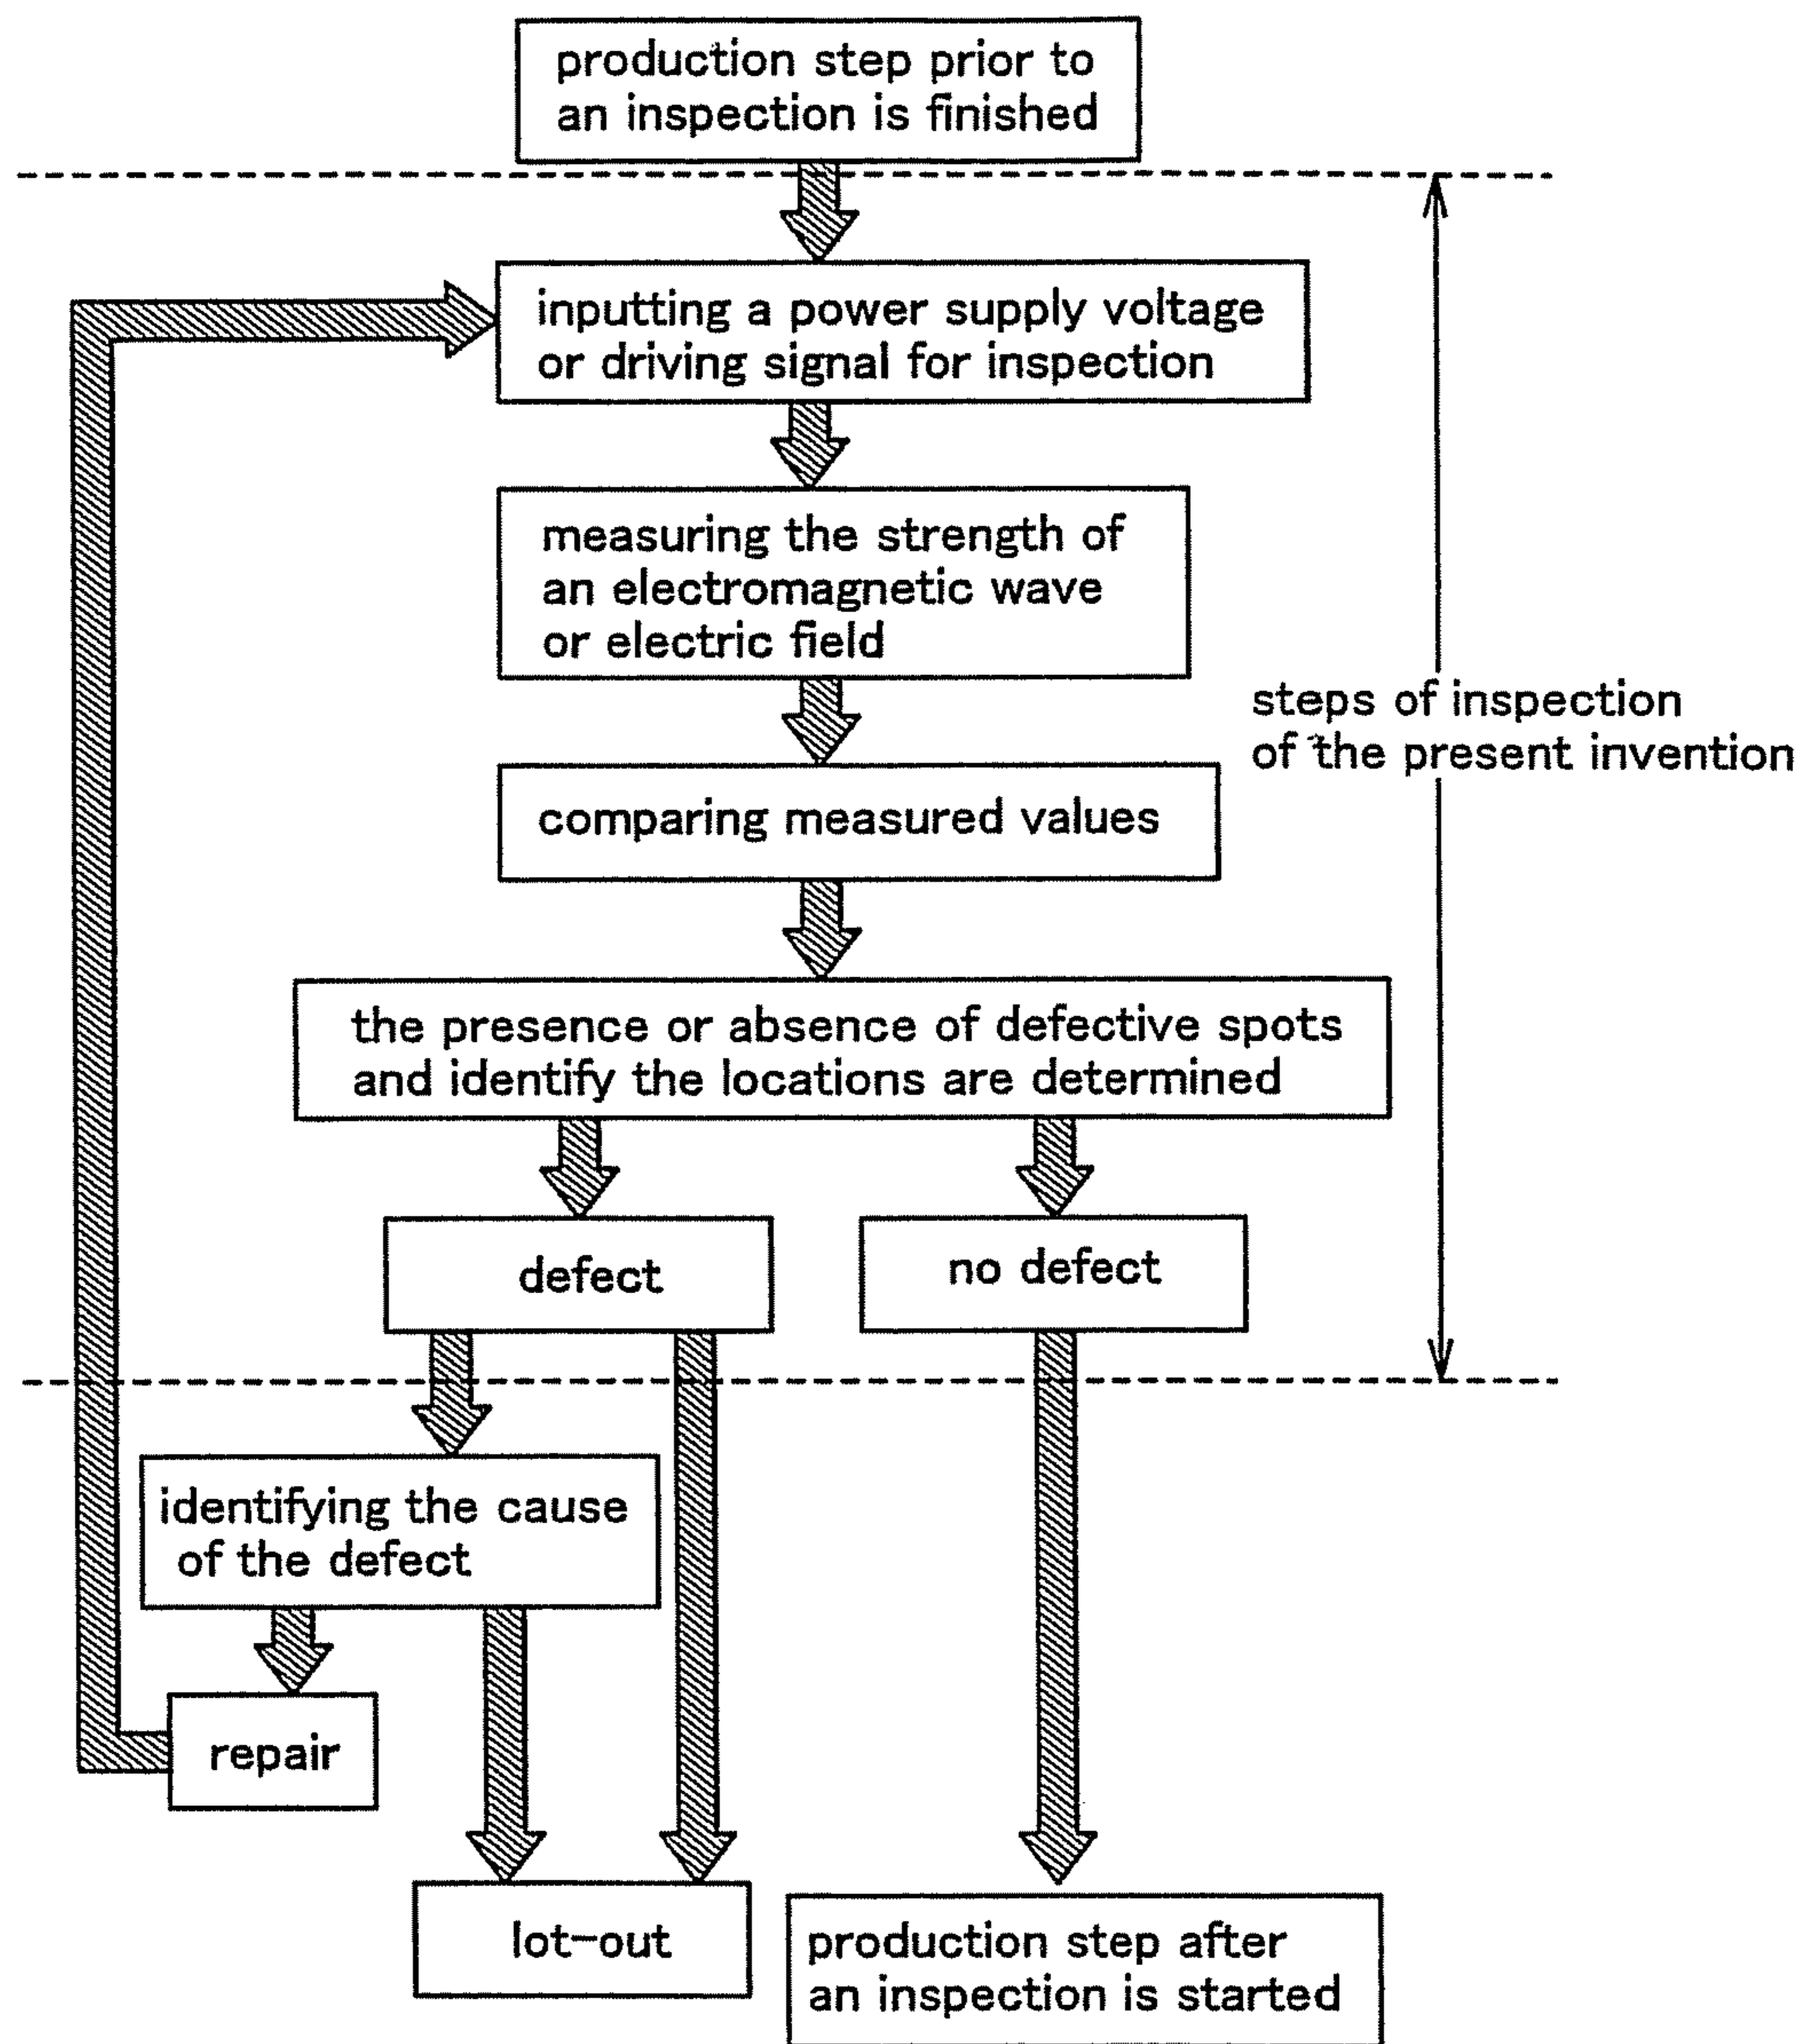 production step prior to
an inspection is finished
inputting a power supply voltage
or driving signal for inspection
measuring the strength of
an electromagnetic wave
or electric field
steps of inspection
of the present invention
comparing measured values
the presence or absence of defective spots
and identify the locations are determined
defect
no defect
identifying the cause
of the defect
repair
lot-out
production step after
an inspection is started